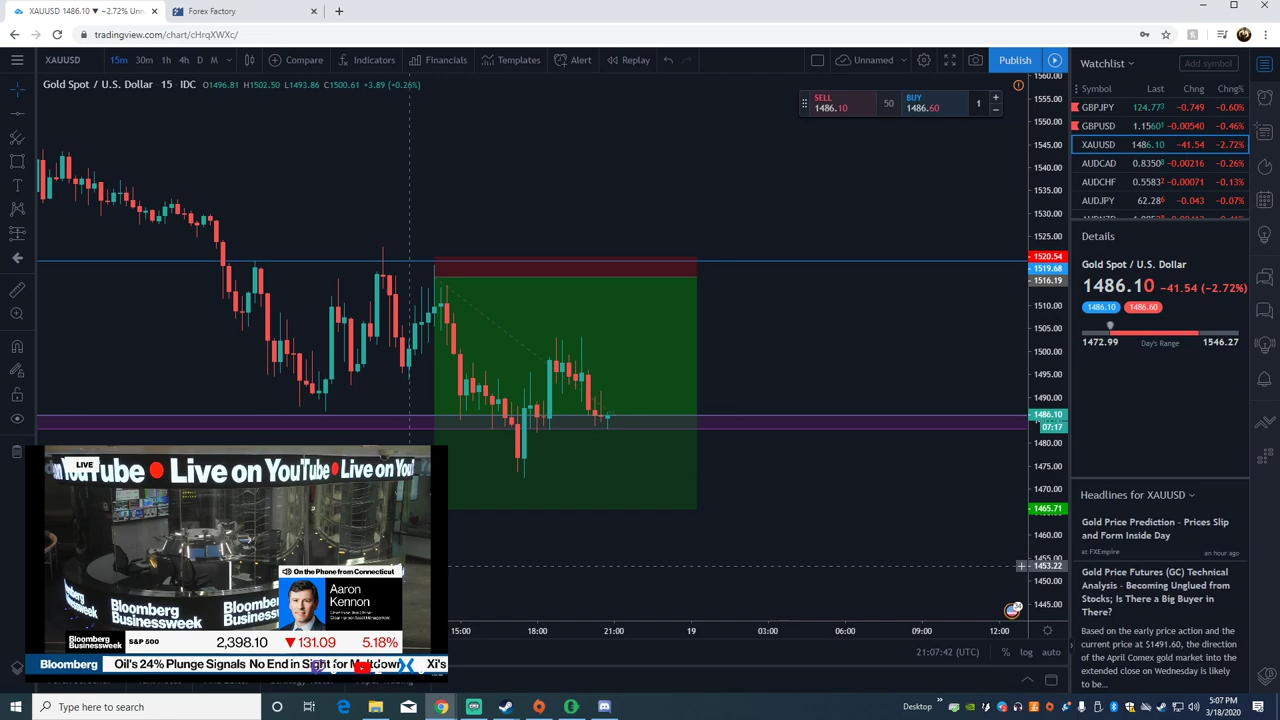 XAUUSD 1486.10 ▼ −2.72% Unn
Forex Factory
tradingview.com/chart/cHrqXWXc/
XAUUSD
15m 30m 1h 4h D M
Compare
Indicators
Financials
Templates
Alert
Replay
Unnamed
Publish
Gold Spot / U.S. Dollar · 15 · IDC O1496.81 H1502.50 L1493.86 C1500.61 +3.89 (+0.26%)
SELL
1486.10
50
BUY
1486.60
1
1560.00
1555.00
1550.00
1545.00
1540.00
1535.00
1530.00
1525.00
1520.54
1519.68
1516.19
1510.00
1505.00
1500.00
1495.00
1490.00
1486.10
07:17
1480.00
1475.00
1470.00
1465.71
1460.00
1455.00
1453.22
1450.00
1445.00
15:00 18:00 21:00 19 03:00 06:00 09:00 12:00
21:07:42 (UTC) % log auto
Watchlist
Add symbol
Symbol Last Chng Chng%
GBPJPY 124.773 −0.749 −0.60%
GBPUSD 1.15601 −0.00540 −0.46%
XAUUSD 1486.10 −41.54 −2.72%
AUDCAD 0.83508 −0.00216 −0.26%
AUDCHF 0.55832 −0.00071 −0.13%
AUDJPY 62.286 −0.043 −0.07%
Details
Gold Spot / U.S. Dollar
1486.10 −41.54 (−2.72%)
1486.10 1486.60
1472.99 Day's Range 1546.27
Headlines for XAUUSD
Gold Price Prediction - Prices Slip
and Form Inside Day
at FXEmpire an hour ago
Gold Price Futures (GC) Technical
Analysis - Becoming Unglued from
Stocks; Is There a Big Buyer in
There?
Based on the early price action and the
current price at $1491.60, the direction
of the April Comex gold market into the
extended close on Wednesday is likely
to be...
LIVE
YouTube Live on YouTube Live on You
On the Phone from Connecticut
Aaron
Kennon
Bloomberg
Businessweek
Bloomberg
Businessweek
Bloomberg
Businessweek
S&P 500 2,398.10 ▼131.09 5.18%
Bloomberg
Oil's 24% Plunge Signals No End in Sight for Meltdown
Xi's
Type here to search
Desktop
5:07 PM
3/18/2020